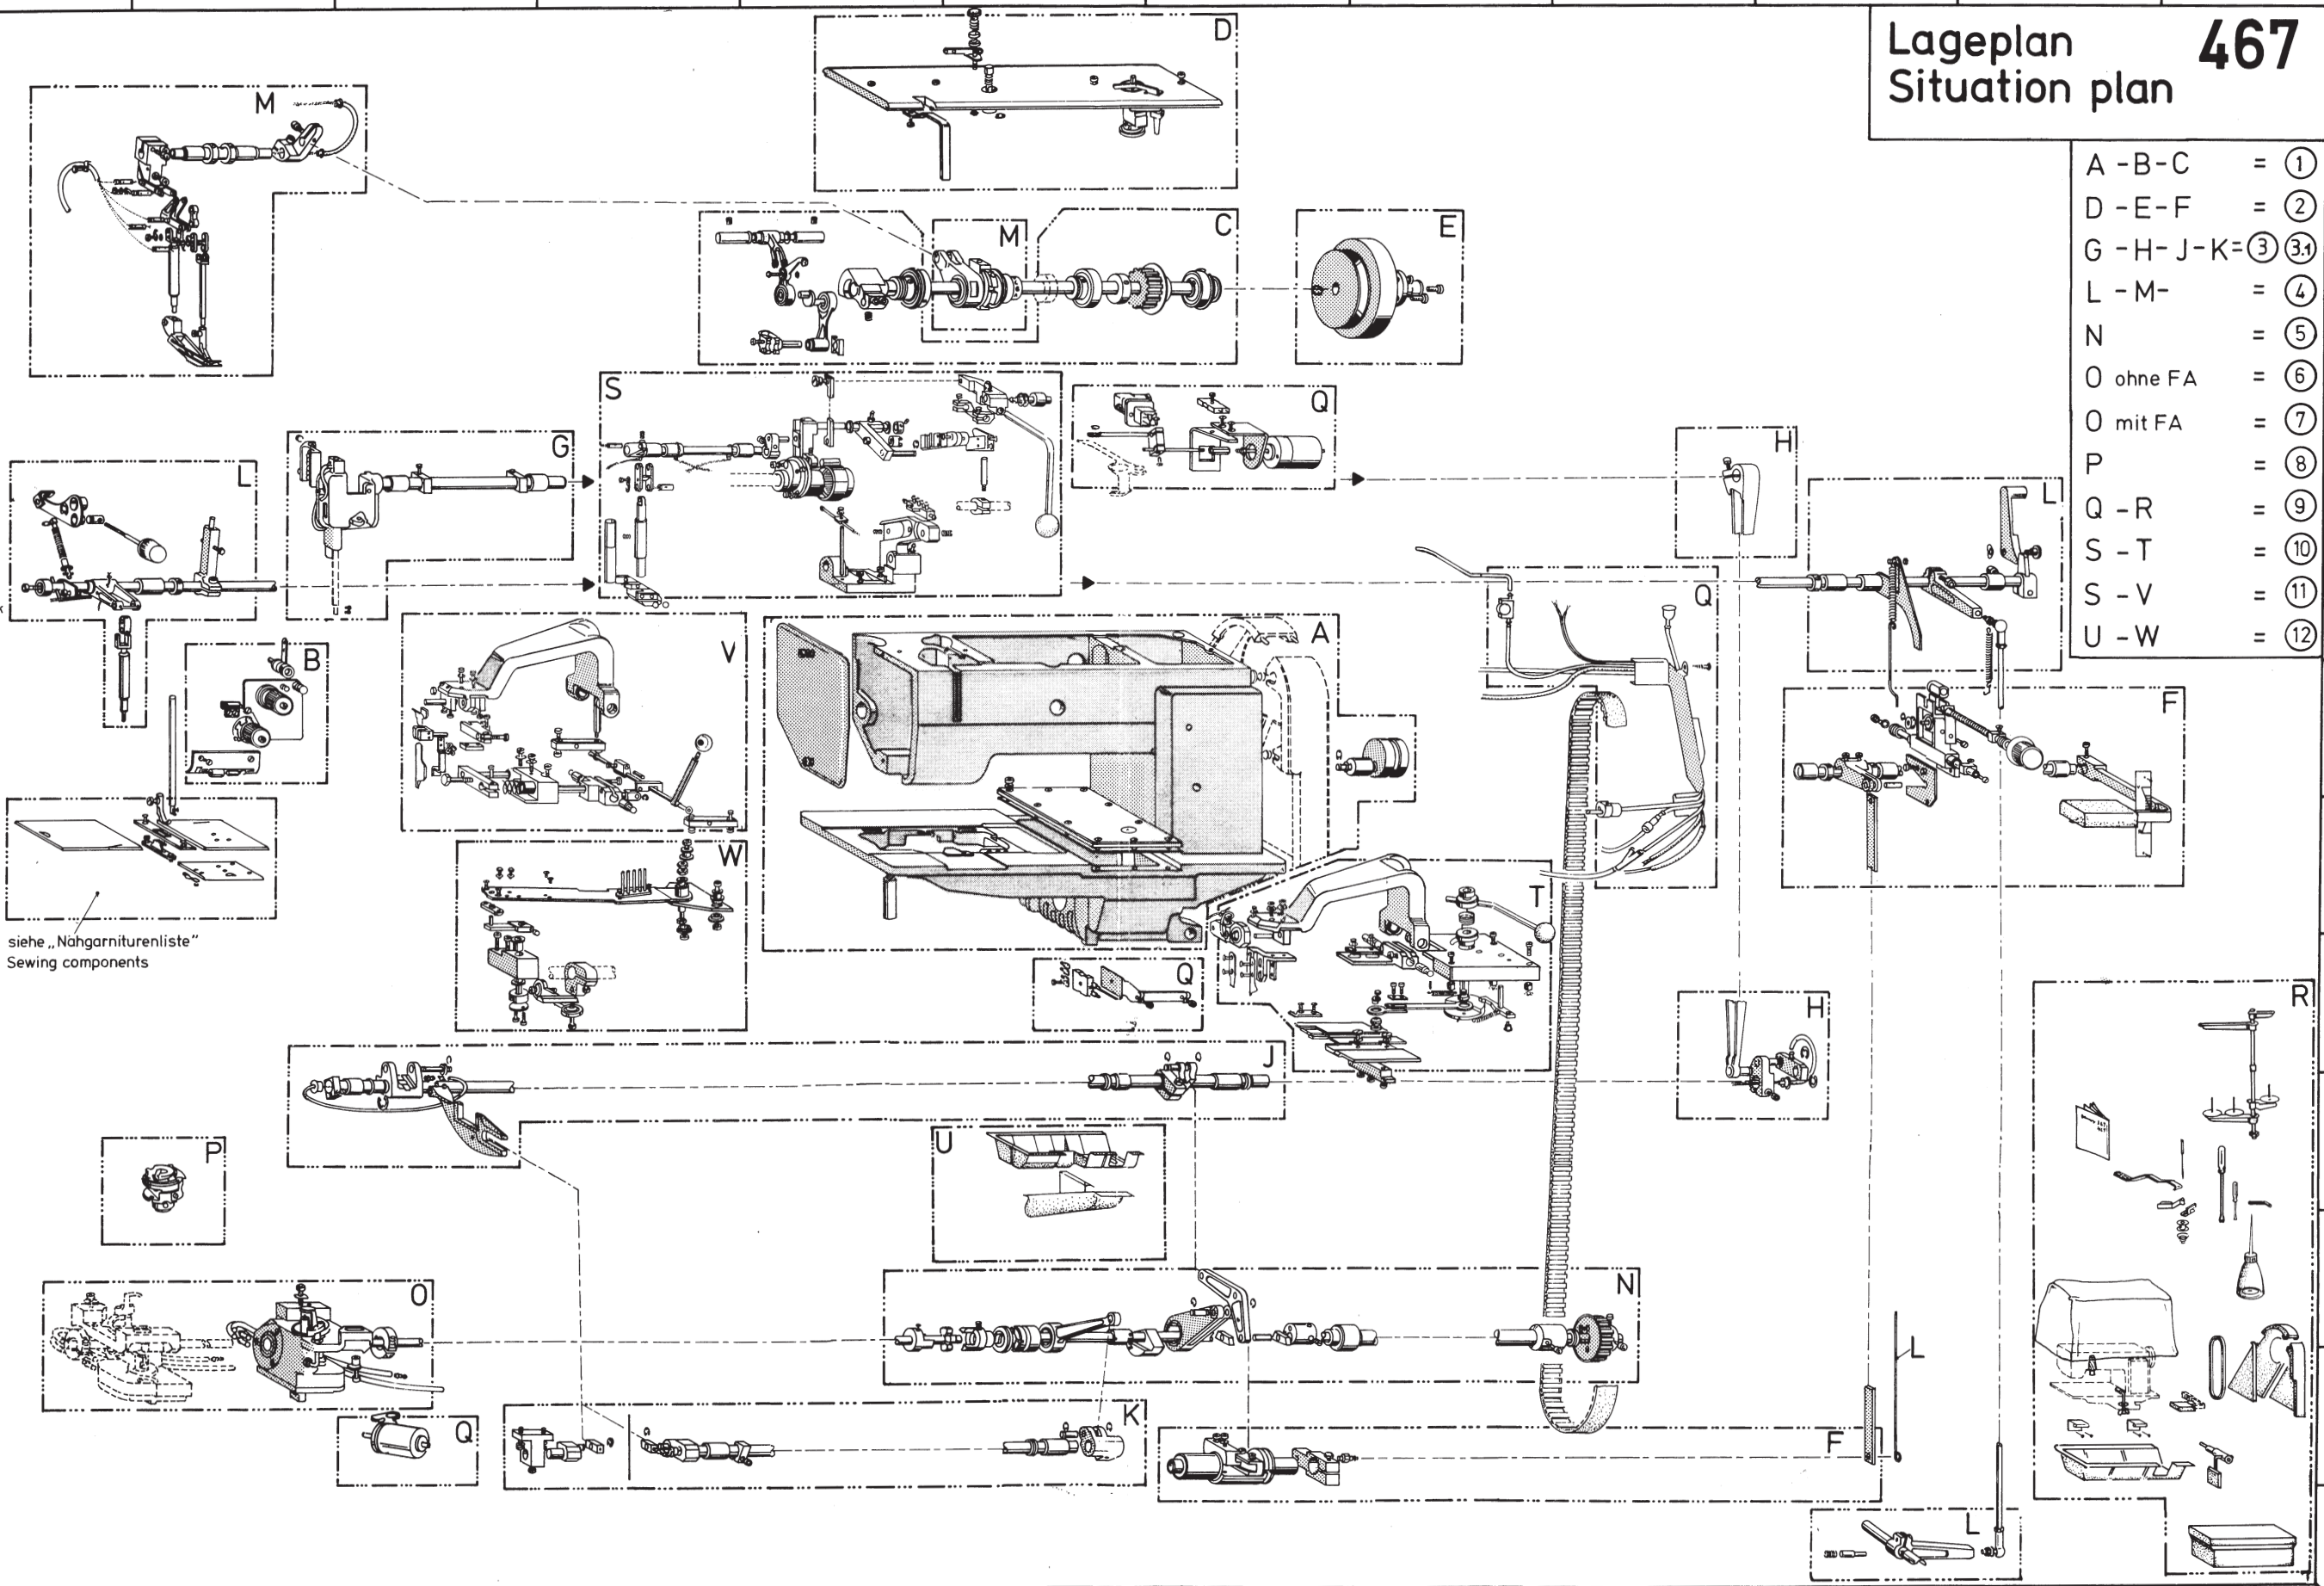 Lageplan 467
Situation plan
A - B - C = 1
D - E - F = 2
G - H - J - K = 3 3.1
L - M - = 4
N = 5
O ohne FA = 6
O mit FA = 7
P = 8
Q - R = 9
S - T = 10
S - V = 11
U - W = 12
D
M
M
C
E
S
Q
H
G
L
L
B
V
A
Q
F
W
T
siehe „Nähgarniturenliste"
Sewing components
Q
H
R
J
P
U
O
N
L
Q
K
F
L